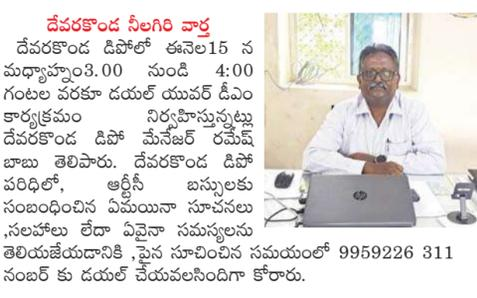 దేవరకొండ నీలగిరి వార్త
దేవరకొండ డిపోలో ఈనెల15 న
మధ్యాహ్నం3.00 నుండి 4:00
గంటల వరకూ డయల్ యువర్ డీఎం
కార్యక్రమం నిర్వహిస్తున్నట్లు
దేవరకొండ డిపో మేనేజర్ రమేష్
బాబు తెలిపారు. దేవరకొండ డిపో
పరిధిలో, ఆర్టీసీ బస్సులకు
సంబంధించిన ఏమయినా సూచనలు
,సలహాలు లేదా ఏవైనా సమస్యలను
తెలియజేయడానికి ,పైన సూచించిన సమయంలో 9959226 311
నంబర్ కు డయల్ చేయవలసిందిగా కోరారు.
hp